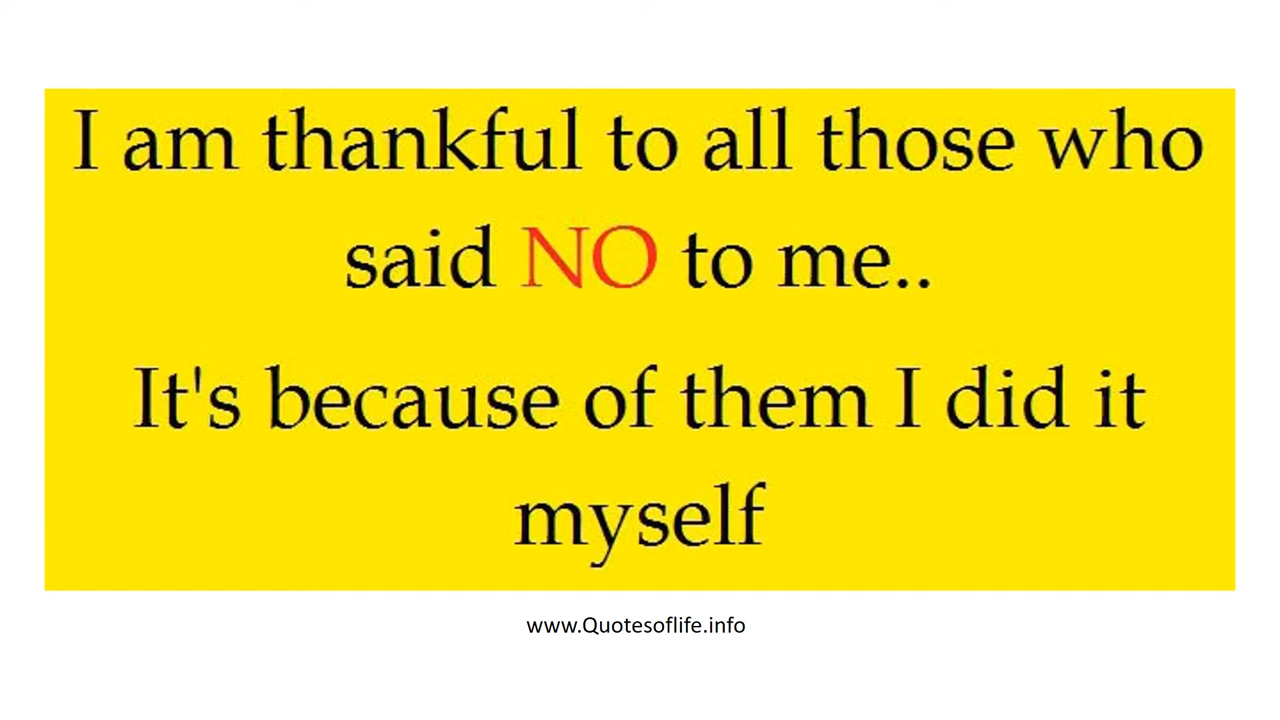 I am thankful to all those who
said NO to me..
It's because of them I did it
myself
www.Quotesoflife.info